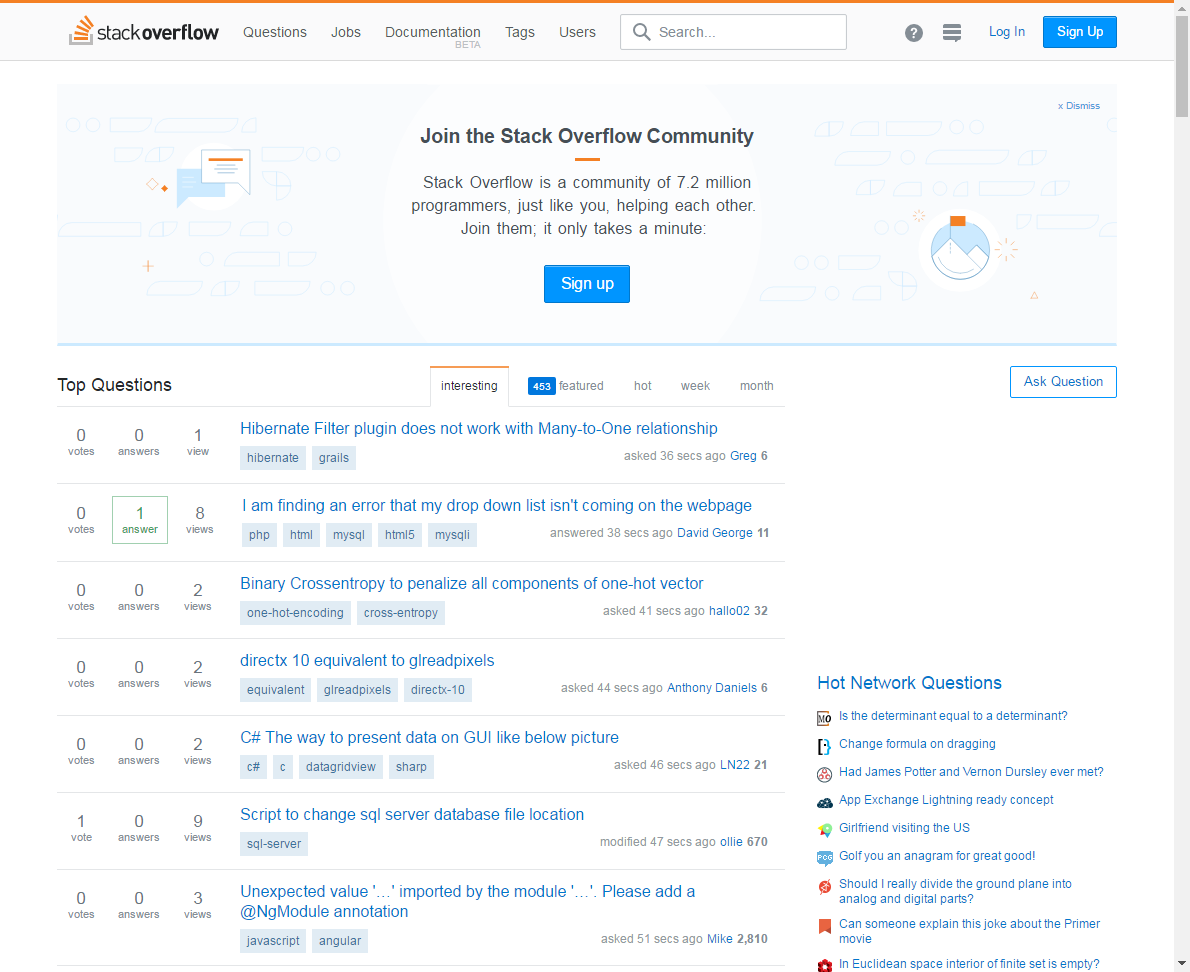 stackoverflow Questions Jobs Documentation Tags Users Search... ? Log In Sign Up
BETA
x Dismiss
Join the Stack Overflow Community
Stack Overflow is a community of 7.2 million
programmers, just like you, helping each other.
Join them; it only takes a minute:
Sign up
Top Questions interesting 453 featured hot week month Ask Question
0 votes 0 answers 1 view
Hibernate Filter plugin does not work with Many-to-One relationship
hibernate grails asked 36 secs ago Greg 6
0 votes 1 answer 8 views
I am finding an error that my drop down list isn't coming on the webpage
php html mysql html5 mysqli answered 38 secs ago David George 11
0 votes 0 answers 2 views
Binary Crossentropy to penalize all components of one-hot vector
one-hot-encoding cross-entropy asked 41 secs ago hallo02 32
0 votes 0 answers 2 views
directx 10 equivalent to glreadpixels
equivalent glreadpixels directx-10 asked 44 secs ago Anthony Daniels 6
0 votes 0 answers 2 views
C# The way to present data on GUI like below picture
c# c datagridview sharp asked 46 secs ago LN22 21
1 vote 0 answers 9 views
Script to change sql server database file location
sql-server modified 47 secs ago ollie 670
0 votes 0 answers 3 views
Unexpected value '...' imported by the module '...'. Please add a
@NgModule annotation
javascript angular asked 51 secs ago Mike 2,810
Hot Network Questions
MO Is the determinant equal to a determinant?
Change formula on dragging
Had James Potter and Vernon Dursley ever met?
App Exchange Lightning ready concept
Girlfriend visiting the US
PCG Golf you an anagram for great good!
Should I really divide the ground plane into
analog and digital parts?
Can someone explain this joke about the Primer
movie
In Euclidean space interior of finite set is empty?